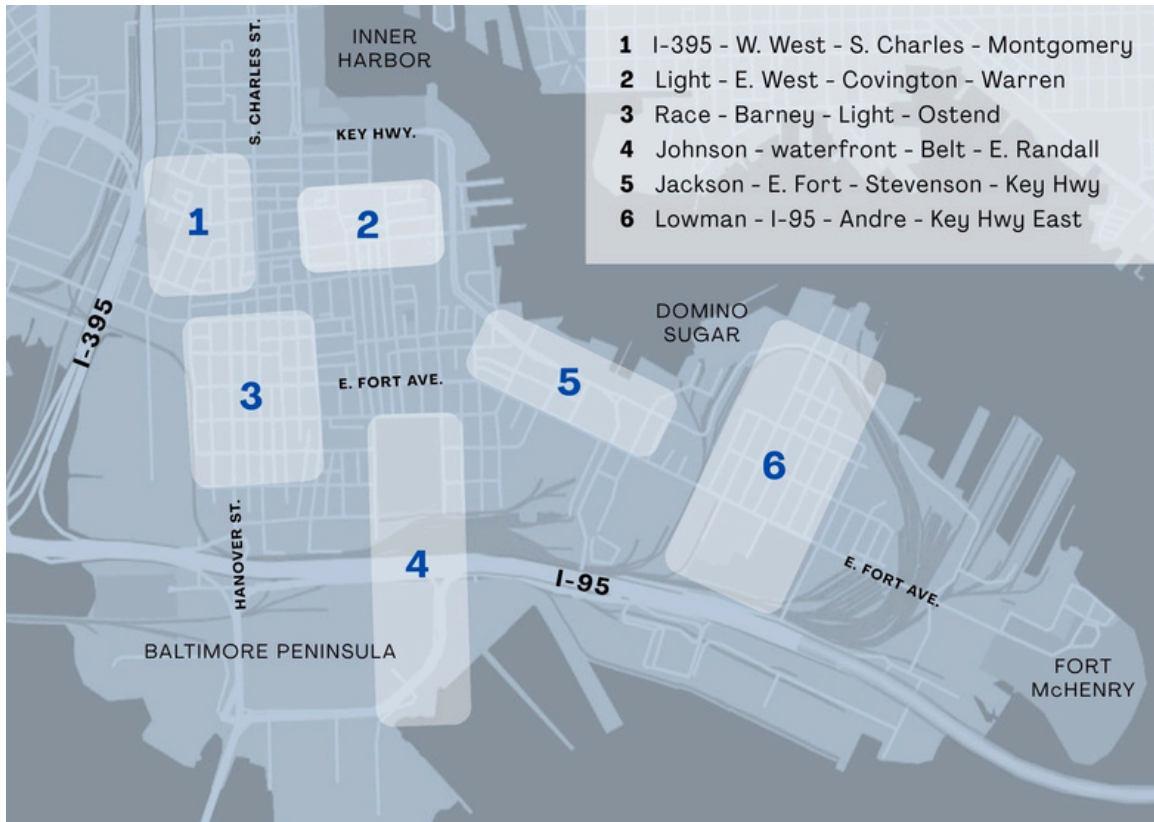 INNER
HARBOR
S. CHARLES ST.
KEY HWY.
1 I-395 - W. West - S. Charles - Montgomery
2 Light - E. West - Covington - Warren
3 Race - Barney - Light - Ostend
4 Johnson - waterfront - Belt - E. Randall
5 Jackson - E. Fort - Stevenson - Key Hwy
6 Lowman - I-95 - Andre - Key Hwy East
1
2
I-395
DOMINO
SUGAR
3
E. FORT AVE.
5
6
HANOVER ST.
4
I-95
E. FORT AVE.
BALTIMORE PENINSULA
FORT
McHENRY